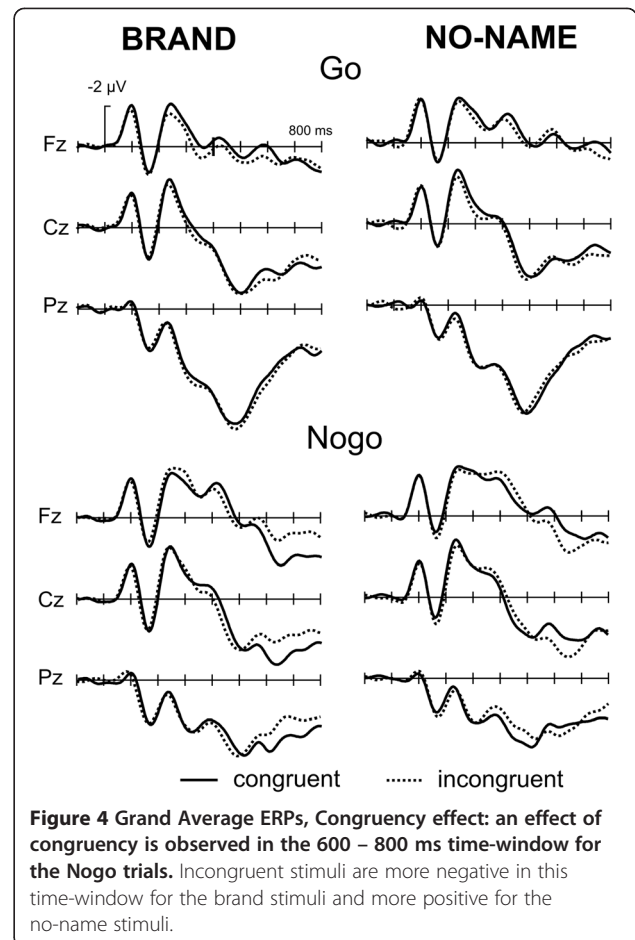 BRAND NO-NAME
Go
-2 µV
800 ms
Fz
Cz
Pz
Nogo
Fz
Cz
Pz
congruent incongruent
Figure 4 Grand Average ERPs, Congruency effect: an effect of
congruency is observed in the 600 – 800 ms time-window for
the Nogo trials. Incongruent stimuli are more negative in this
time-window for the brand stimuli and more positive for the
no-name stimuli.